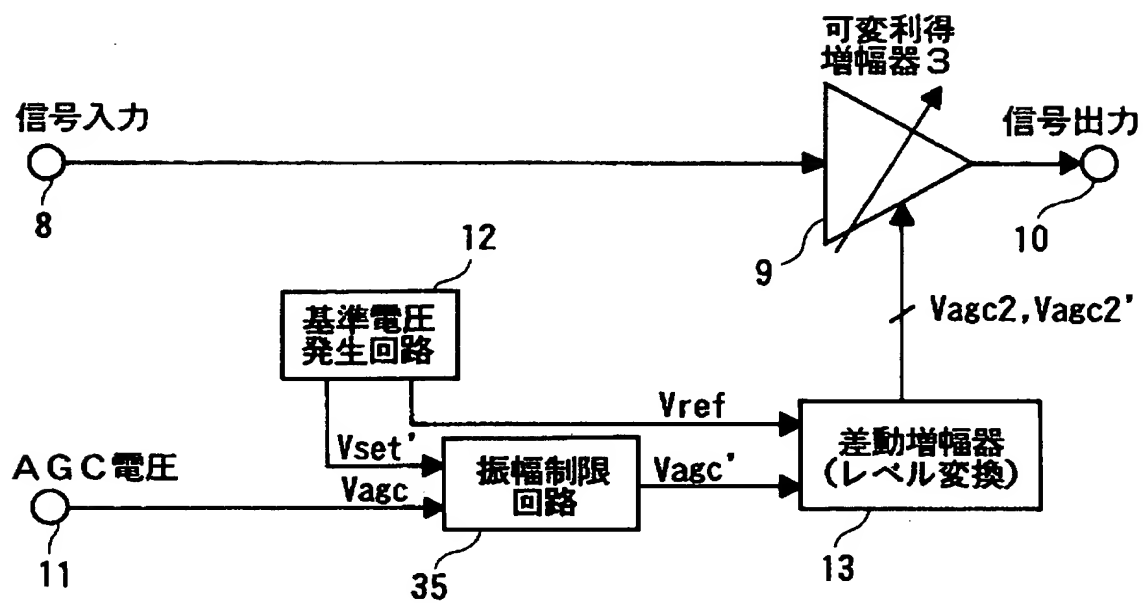 可変利得
増幅器3
信号入力
信号出力
8
9
10
12
基準電圧
発生回路
Vagc2,Vagc2'
Vref
Vset'
AGC電圧
Vagc
振幅制限
回路
Vagc'
差動増幅器
(レベル変換)
11
35
13